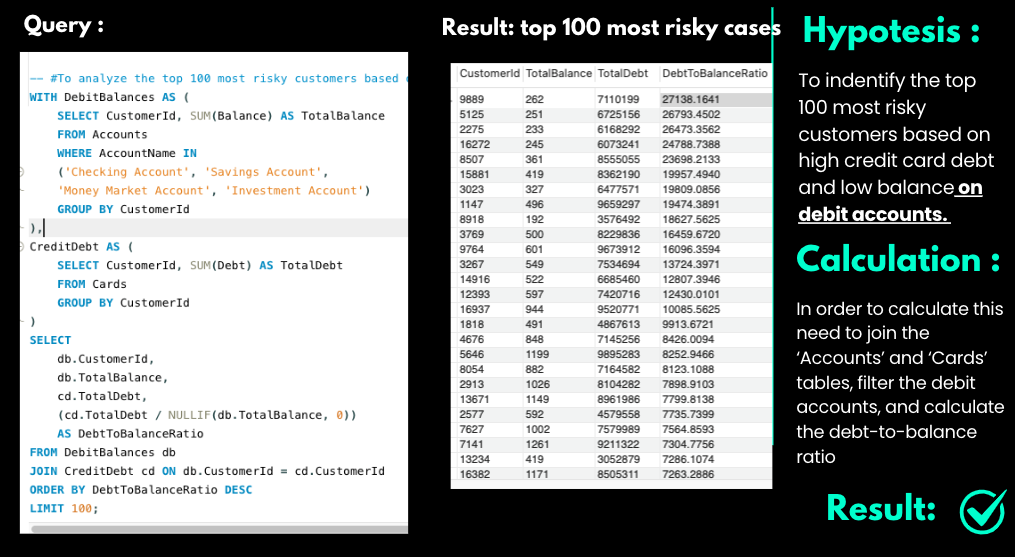 Query :
-- #To analyze the top 100 most risky customers based
WITH DebitBalances AS (
SELECT CustomerId, SUM(Balance) AS TotalBalance
FROM Accounts
WHERE AccountName IN
('Checking Account', 'Savings Account',
'Money Market Account', 'Investment Account')
GROUP BY CustomerId
),
CreditDebt AS (
SELECT CustomerId, SUM(Debt) AS TotalDebt
FROM Cards
GROUP BY CustomerId
)
SELECT
db.CustomerId,
db.TotalBalance,
cd.TotalDebt,
(cd.TotalDebt / NULLIF(db.TotalBalance, 0))
AS DebtToBalanceRatio
FROM DebitBalances db
JOIN CreditDebt cd ON db.CustomerId = cd.CustomerId
ORDER BY DebtToBalanceRatio DESC
LIMIT 100;
Result: top 100 most risky cases
CustomerId TotalBalance TotalDebt DebtToBalanceRatio
9889 262 7110199 27138.1641
5125 251 6725156 26793.4502
2275 233 6168292 26473.3562
16272 245 6073241 24788.7388
8507 361 8555055 23698.2133
15881 419 8362190 19957.4940
3023 327 6477571 19809.0856
1147 496 9659297 19474.3891
8918 192 3576492 18627.5625
3769 500 8229836 16459.6720
9764 601 9673912 16096.3594
3267 549 7534694 13724.3971
14916 522 6685460 12807.3946
12393 597 7420716 12430.0101
16937 944 9520771 10085.5625
1818 491 4867613 9913.6721
4676 848 7145256 8426.0094
5646 1199 9895283 8252.9466
8054 882 7164582 8123.1088
2913 1026 8104282 7898.9103
13671 1149 8961986 7799.8138
2577 592 4579558 7735.7399
7627 1002 7579989 7564.8593
7141 1261 9211322 7304.7756
13234 419 3052879 7286.1074
16382 1171 8505311 7263.2886
Hypotesis :
To indentify the top
100 most risky
customers based on
high credit card debt
and low balance on
debit accounts.
Calculation :
In order to calculate this
need to join the
‘Accounts’ and ‘Cards’
tables, filter the debit
accounts, and calculate
the debt-to-balance
ratio
Result: